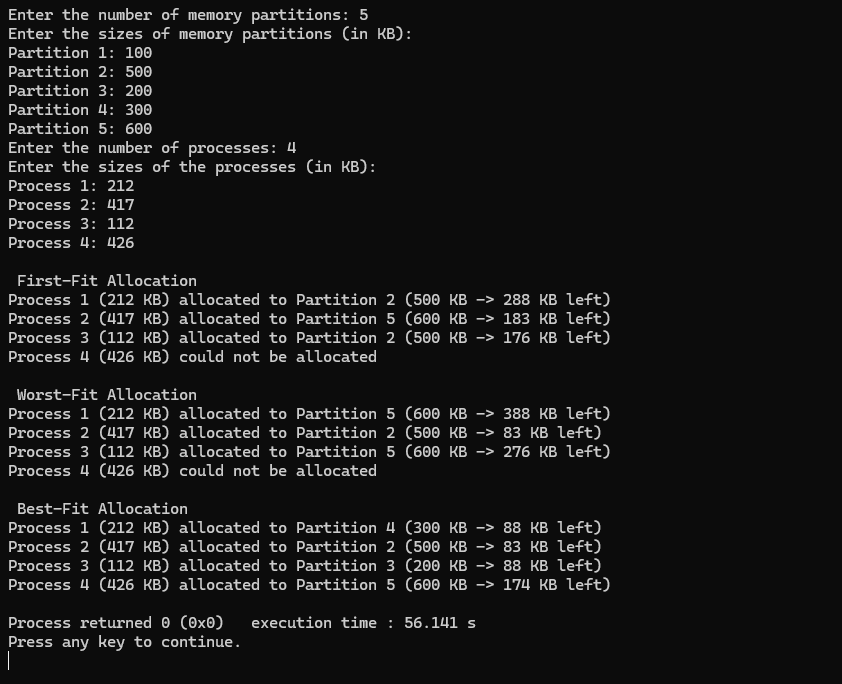 Enter the number of memory partitions: 5
Enter the sizes of memory partitions (in KB):
Partition 1: 100
Partition 2: 500
Partition 3: 200
Partition 4: 300
Partition 5: 600
Enter the number of processes: 4
Enter the sizes of the processes (in KB):
Process 1: 212
Process 2: 417
Process 3: 112
Process 4: 426
First-Fit Allocation
Process 1 (212 KB) allocated to Partition 2 (500 KB -> 288 KB left)
Process 2 (417 KB) allocated to Partition 5 (600 KB -> 183 KB left)
Process 3 (112 KB) allocated to Partition 2 (500 KB -> 176 KB left)
Process 4 (426 KB) could not be allocated
Worst-Fit Allocation
Process 1 (212 KB) allocated to Partition 5 (600 KB -> 388 KB left)
Process 2 (417 KB) allocated to Partition 2 (500 KB -> 83 KB left)
Process 3 (112 KB) allocated to Partition 5 (600 KB -> 276 KB left)
Process 4 (426 KB) could not be allocated
Best-Fit Allocation
Process 1 (212 KB) allocated to Partition 4 (300 KB -> 88 KB left)
Process 2 (417 KB) allocated to Partition 2 (500 KB -> 83 KB left)
Process 3 (112 KB) allocated to Partition 3 (200 KB -> 88 KB left)
Process 4 (426 KB) allocated to Partition 5 (600 KB -> 174 KB left)
Process returned 0 (0x0)   execution time : 56.141 s
Press any key to continue.